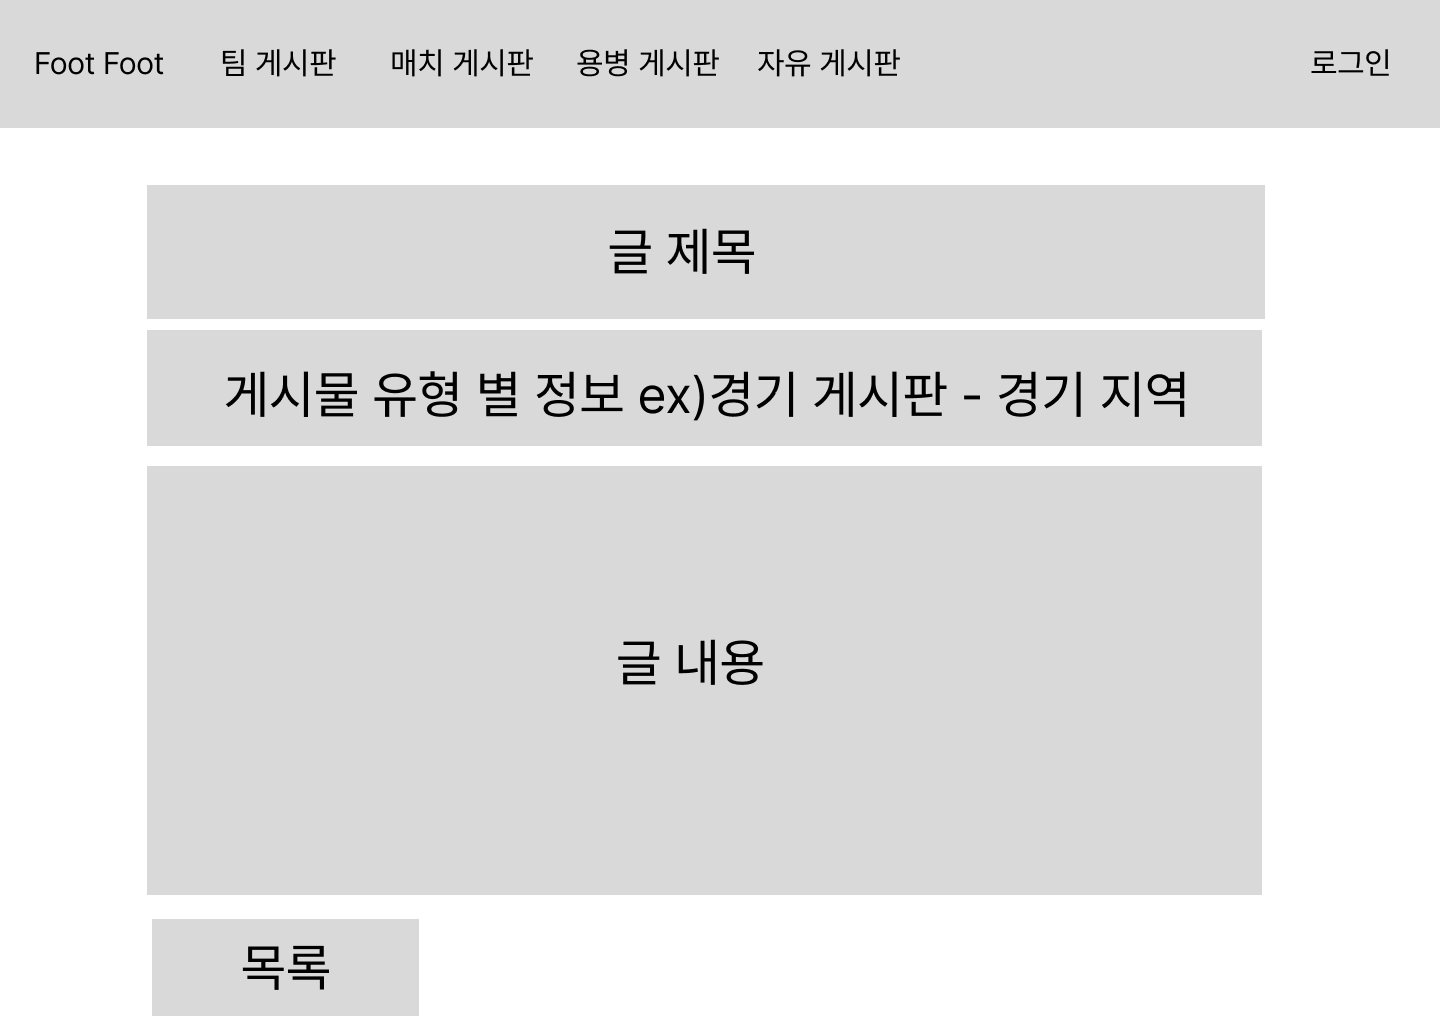 Foot Foot 팀 게시판 매치 게시판 용병 게시판 자유 게시판 로그인
글 제목
게시물 유형 별 정보 ex)경기 게시판 - 경기 지역
글 내용
목록